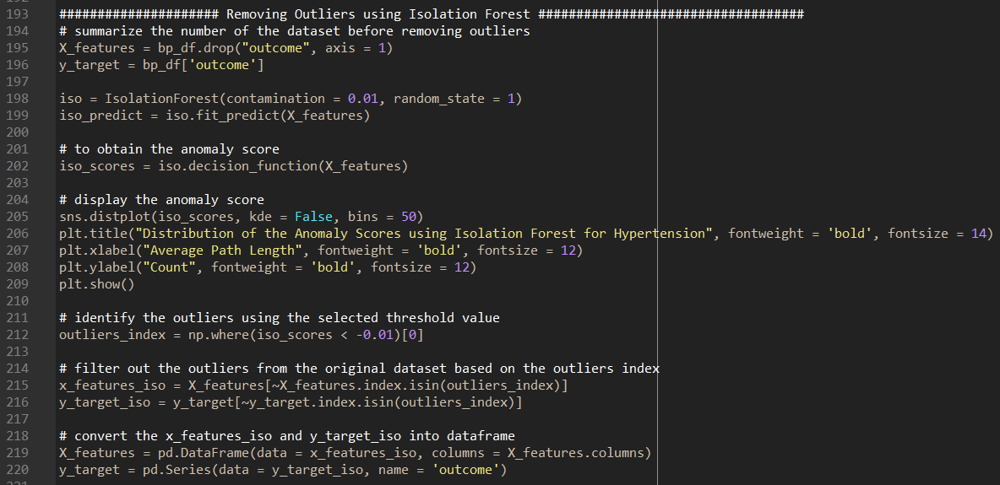 193 ##################### Removing Outliers using Isolation Forest ###################################
194 # summarize the number of the dataset before removing outliers
195 X_features = bp_df.drop("outcome", axis = 1)
196 y_target = bp_df['outcome']
197
198 iso = IsolationForest(contamination = 0.01, random_state = 1)
199 iso_predict = iso.fit_predict(X_features)
200
201 # to obtain the anomaly score
202 iso_scores = iso.decision_function(X_features)
203
204 # display the anomaly score
205 sns.distplot(iso_scores, kde = False, bins = 50)
206 plt.title("Distribution of the Anomaly Scores using Isolation Forest for Hypertension", fontweight = 'bold', fontsize = 14)
207 plt.xlabel("Average Path Length", fontweight = 'bold', fontsize = 12)
208 plt.ylabel("Count", fontweight = 'bold', fontsize = 12)
209 plt.show()
210
211 # identify the outliers using the selected threshold value
212 outliers_index = np.where(iso_scores < -0.01)[0]
213
214 # filter out the outliers from the original dataset based on the outliers index
215 x_features_iso = X_features[~X_features.index.isin(outliers_index)]
216 y_target_iso = y_target[~y_target.index.isin(outliers_index)]
217
218 # convert the x_features_iso and y_target_iso into dataframe
219 X_features = pd.DataFrame(data = x_features_iso, columns = X_features.columns)
220 y_target = pd.Series(data = y_target_iso, name = 'outcome')